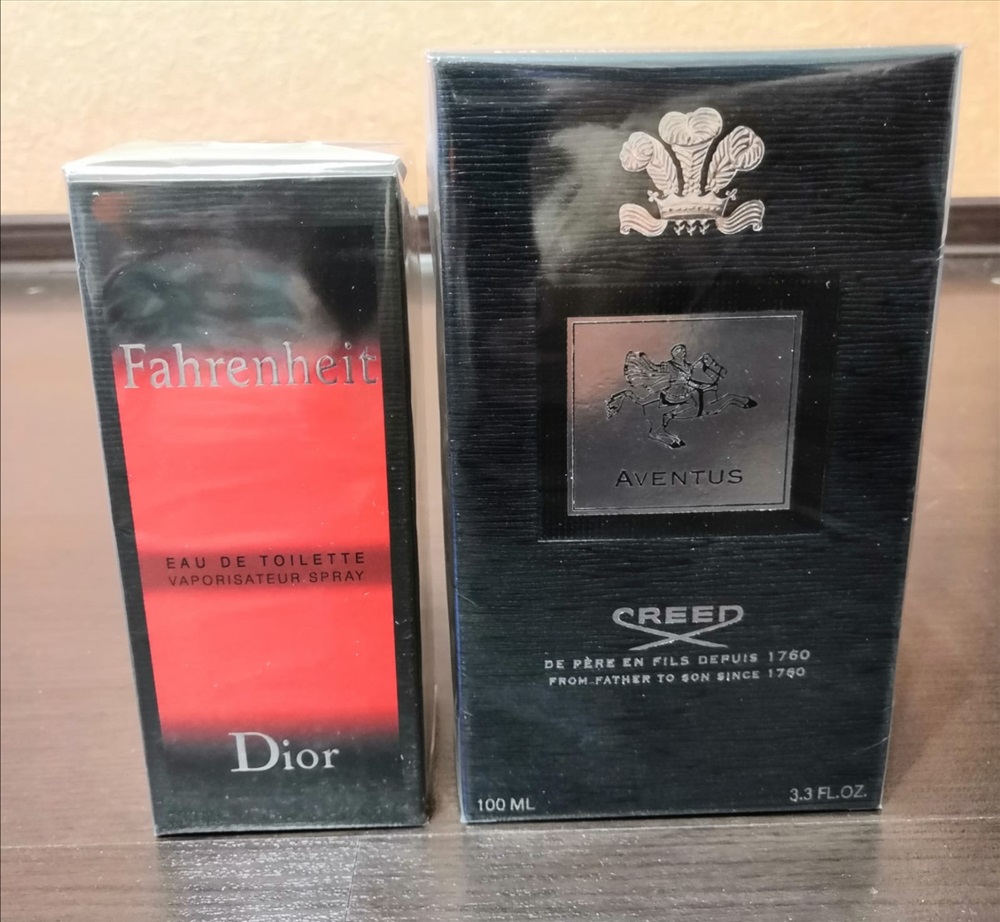 Fahrenheit
EAU DE TOILETTE
VAPORISATEUR SPRAY
Dior
AVENTUS
CREED
DE PÈRE EN FILS DEPUIS 1760
FROM FATHER TO SON SINCE 1760
100 ML
3.3 FL.OZ.